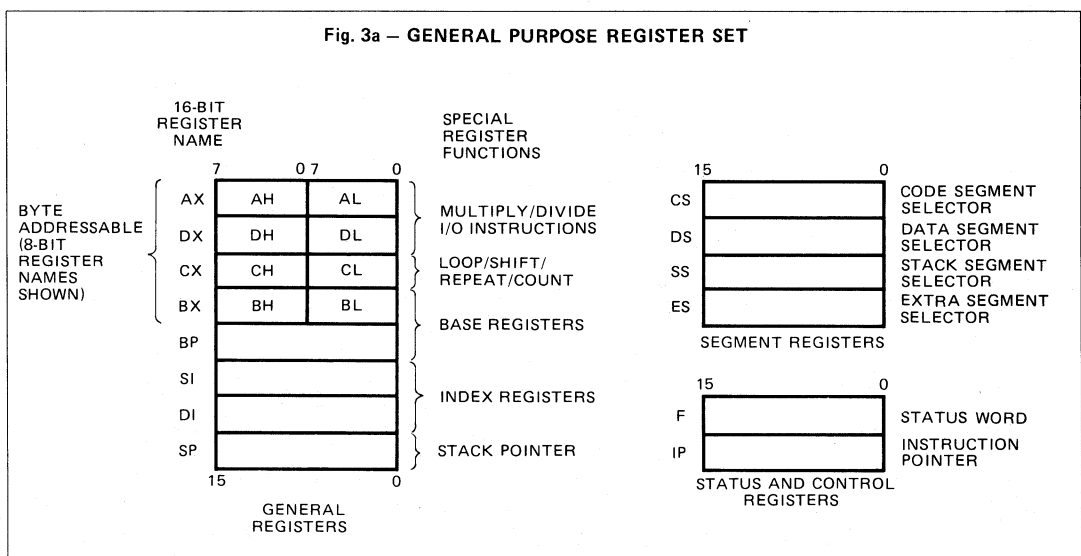 Fig. 3a — GENERAL PURPOSE REGISTER SET
16-BIT
REGISTER
NAME
SPECIAL
REGISTER
FUNCTIONS
7 0 7 0
BYTE
ADDRESSABLE
(8-BIT
REGISTER
NAMES
SHOWN)
AX AH AL
DX DH DL
CX CH CL
BX BH BL
BP
SI
DI
SP
15 0
MULTIPLY/DIVIDE
I/O INSTRUCTIONS
LOOP/SHIFT/
REPEAT/COUNT
BASE REGISTERS
INDEX REGISTERS
STACK POINTER
GENERAL
REGISTERS
15 0
CS
CODE SEGMENT
SELECTOR
DS
DATA SEGMENT
SELECTOR
SS
STACK SEGMENT
SELECTOR
ES
EXTRA SEGMENT
SELECTOR
SEGMENT REGISTERS
15 0
F STATUS WORD
IP
INSTRUCTION
POINTER
STATUS AND CONTROL
REGISTERS